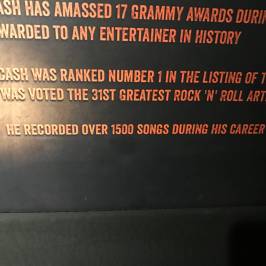 ASH HAS AMASSED 17 GRAMMY AWARDS DURIN
WARDED TO ANY ENTERTAINER IN HISTORY
CASH WAS RANKED NUMBER 1 IN THE LISTING OF T
WAS VOTED THE 31ST GREATEST ROCK 'N' ROLL ART
HE RECORDED OVER 1500 SONGS DURING HIS CAREER